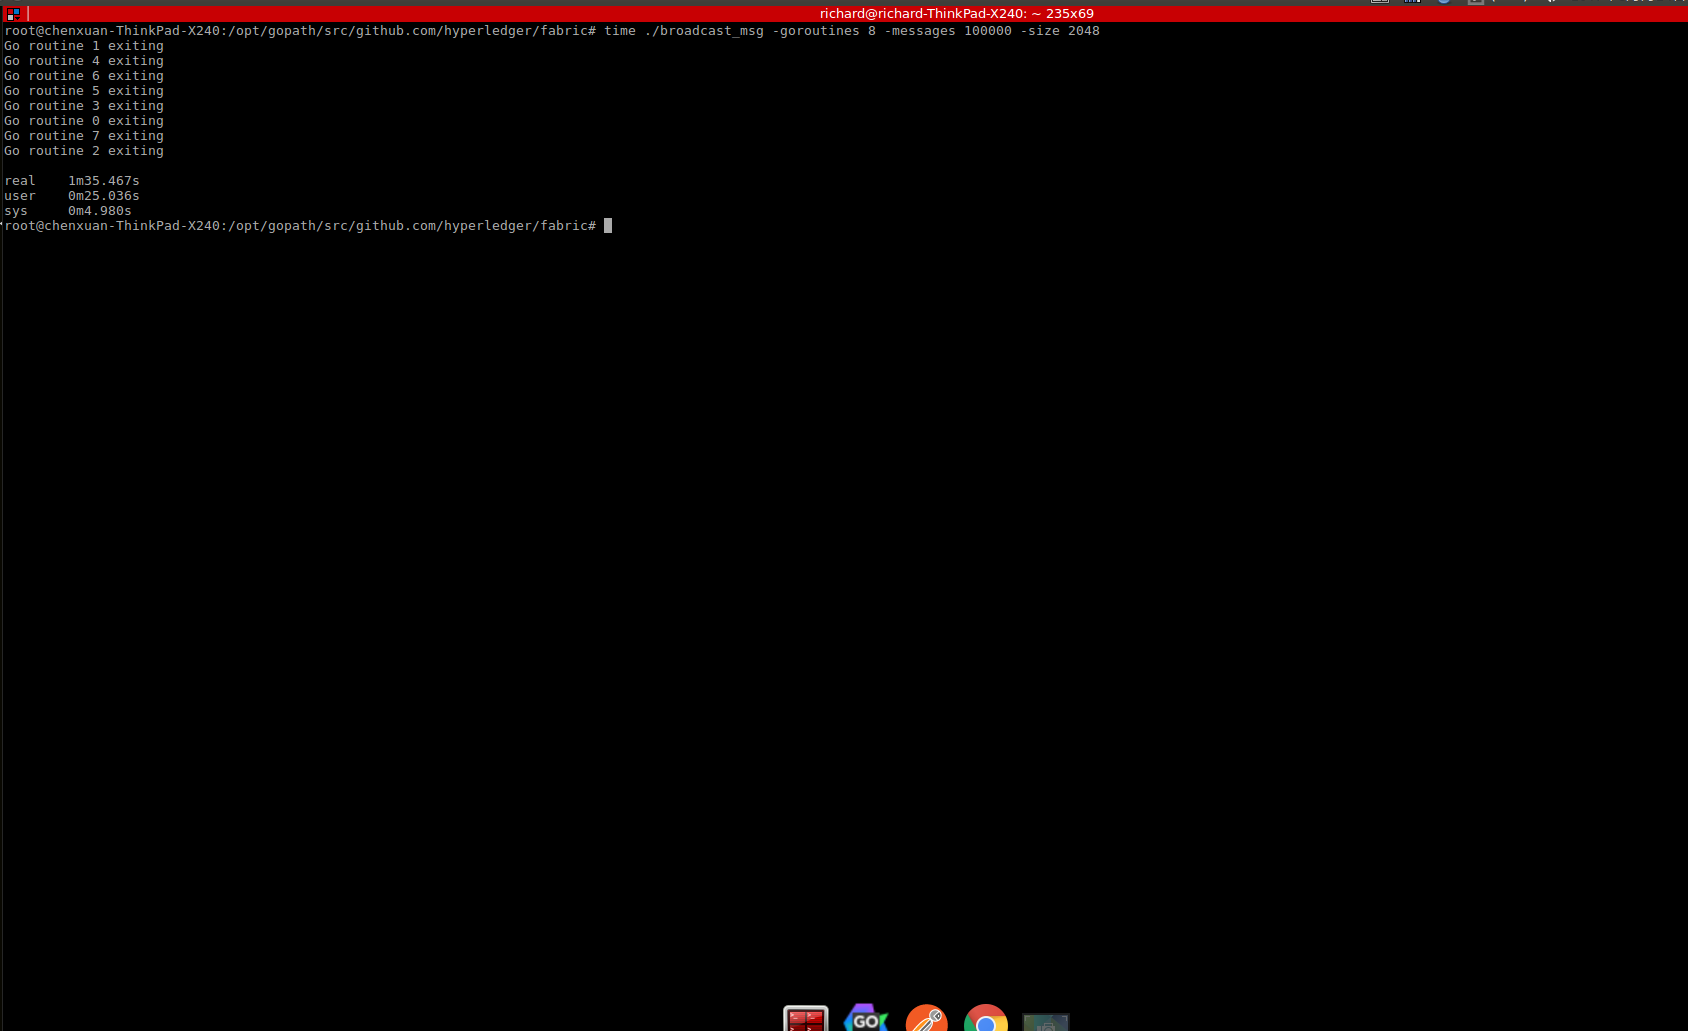 richard@richard-ThinkPad-X240: ~ 235x69
root@chenxuan-ThinkPad-X240:/opt/gopath/src/github.com/hyperledger/fabric# time ./broadcast_msg -goroutines 8 -messages 100000 -size 2048
Go routine 1 exiting
Go routine 4 exiting
Go routine 6 exiting
Go routine 5 exiting
Go routine 3 exiting
Go routine 0 exiting
Go routine 7 exiting
Go routine 2 exiting
real 1m35.467s
user 0m25.036s
sys 0m4.980s
root@chenxuan-ThinkPad-X240:/opt/gopath/src/github.com/hyperledger/fabric#
GO